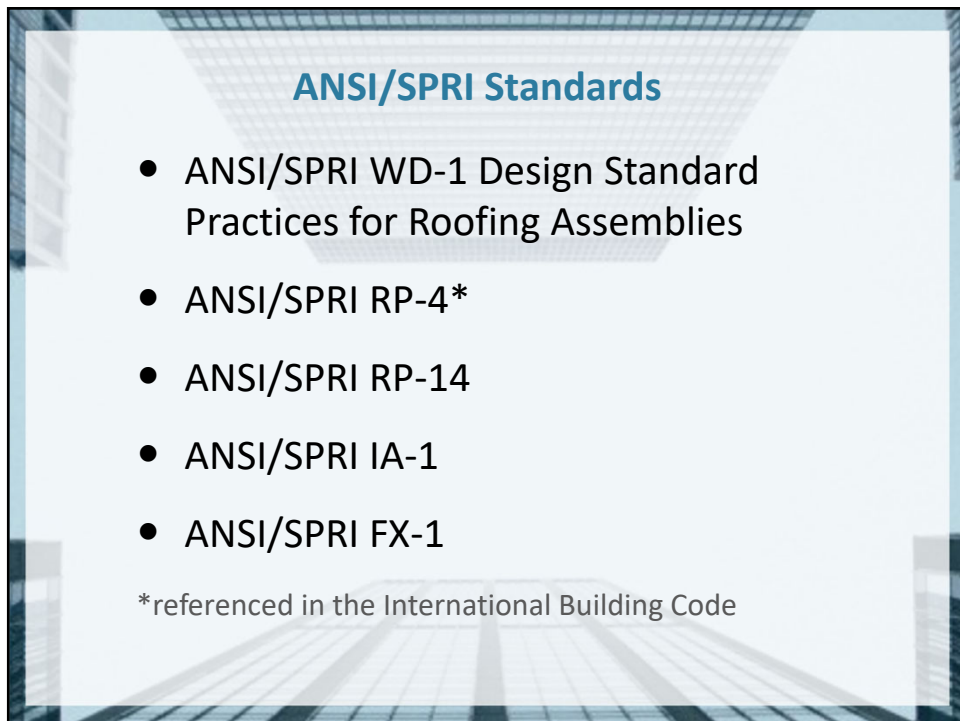 ANSI/SPRI Standards
• ANSI/SPRI WD-1 Design Standard
Practices for Roofing Assemblies
• ANSI/SPRI RP-4*
• ANSI/SPRI RP-14
• ANSI/SPRI IA-1
• ANSI/SPRI FX-1
*referenced in the International Building Code